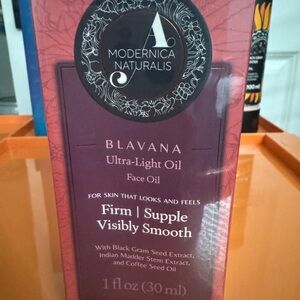 MODERNICA
NATURALIS
BLAVANA
Ultra-Light Oil
Face Oil
FOR SKIN THAT LOOKS AND FEELS
Firm | Supple
Visibly Smooth
With Black Gram Seed Extract,
Indian Madder Stem Extract,
and Coffee Seed Oil
1 fl oz (30 ml)